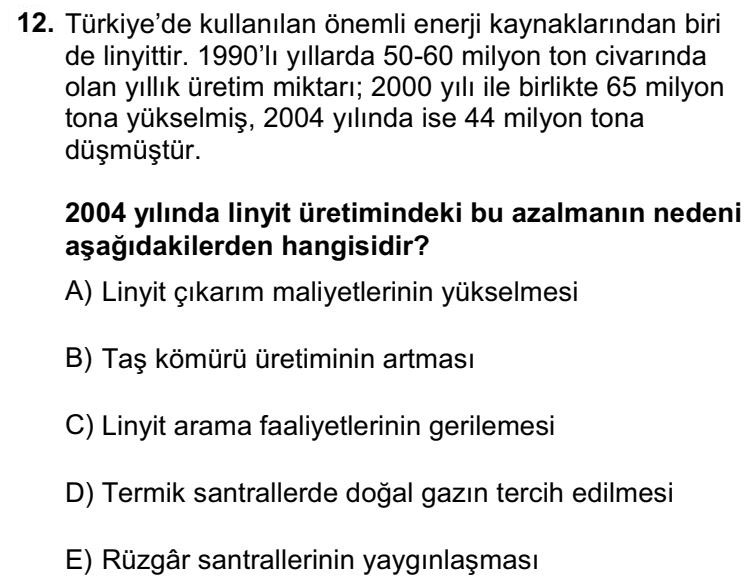 12. Türkiye’de kullanılan önemli enerji kaynaklarından biri
de linyittir. 1990’lı yıllarda 50-60 milyon ton civarında
olan yıllık üretim miktarı; 2000 yılı ile birlikte 65 milyon
tona yükselmiş, 2004 yılında ise 44 milyon tona
düşmüştür.
2004 yılında linyit üretimindeki bu azalmanın nedeni
aşağıdakilerden hangisidir?
A) Linyit çıkarım maliyetlerinin yükselmesi
B) Taş kömürü üretiminin artması
C) Linyit arama faaliyetlerinin gerilemesi
D) Termik santrallerde doğal gazın tercih edilmesi
E) Rüzgâr santrallerinin yaygınlaşması